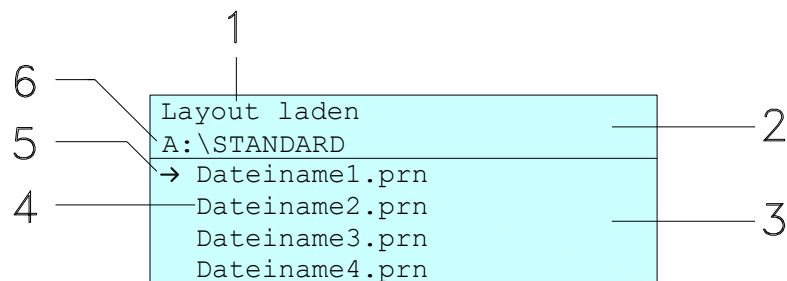 1
6
Layout laden
2
A:\STANDARD
5
→ Dateiname1.prn
4
Dateiname2.prn
3
Dateiname3.prn
Dateiname4.prn